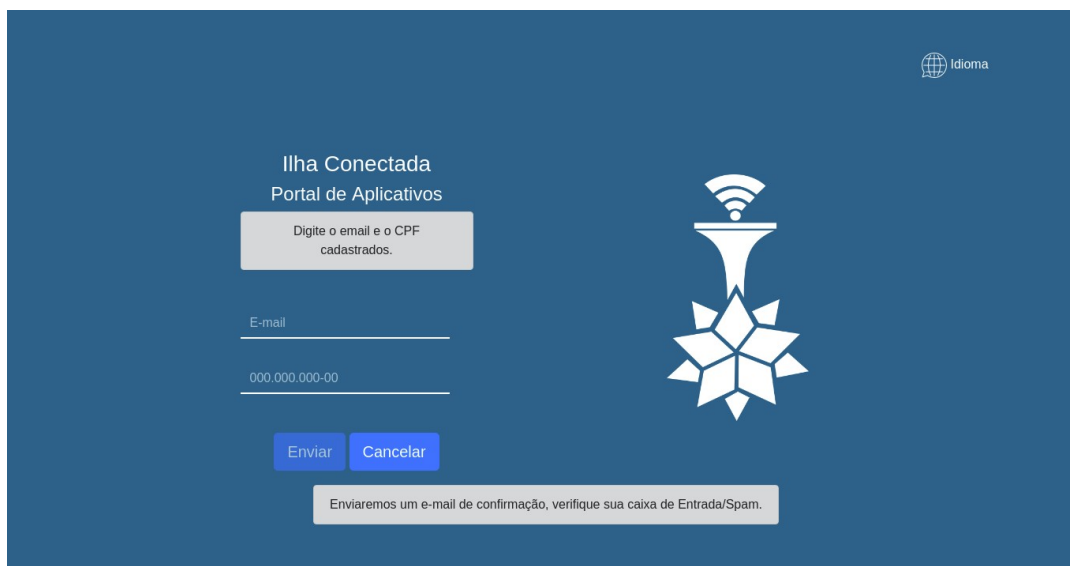 Idioma
Ilha Conectada
Portal de Aplicativos
Digite o email e o CPF
cadastrados.
E-mail
000.000.000-00
Enviar
Cancelar
Enviaremos um e-mail de confirmação, verifique sua caixa de Entrada/Spam.